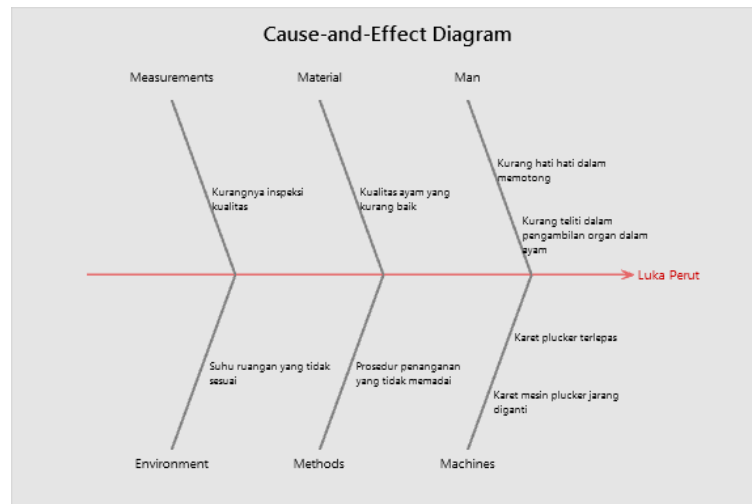 Cause-and-Effect Diagram
Measurements
Material
Man
Kurangnya inspeksi
kualitas
Kualitas ayam yang
kurang baik
Kurang hati hati dalam
memotong
Kurang teliti dalam
pengambilan organ dalam
ayam
Luka Perut
Suhu ruangan yang tidak
sesuai
Prosedur penanganan
yang tidak memadai
Karet plucker terlepas
Karet mesin plucker jarang
diganti
Environment
Methods
Machines